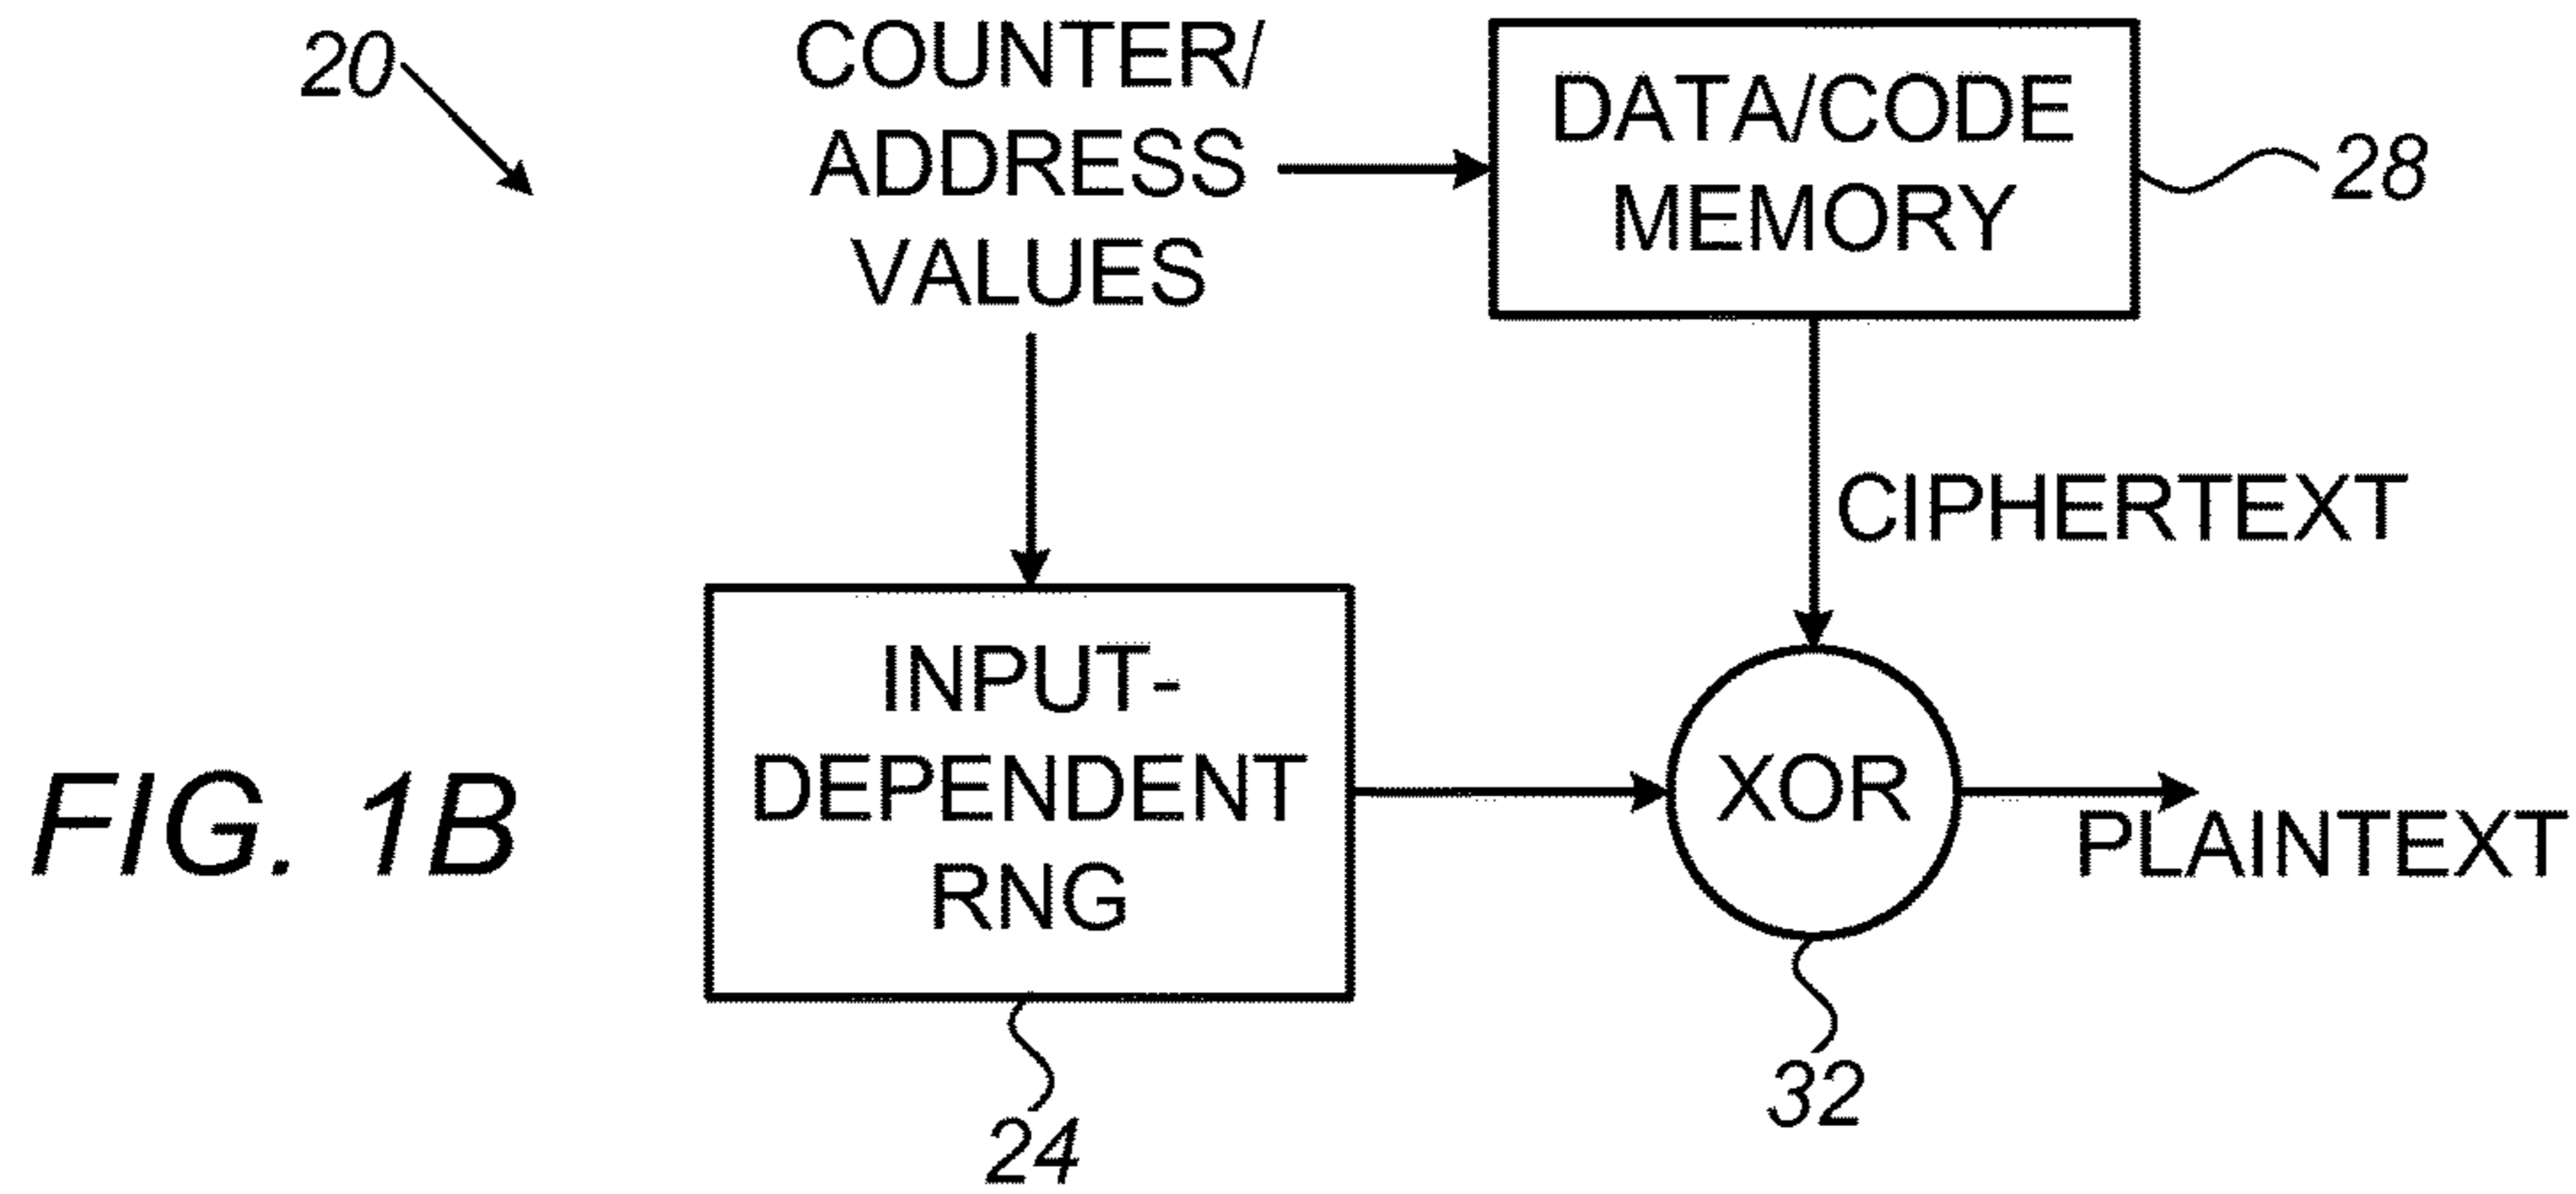 20
COUNTER/
ADDRESS
VALUES
DATA/CODE
MEMORY
28
CIPHERTEXT
INPUT-
DEPENDENT
RNG
XOR
PLAINTEXT
FIG. 1B
24
32